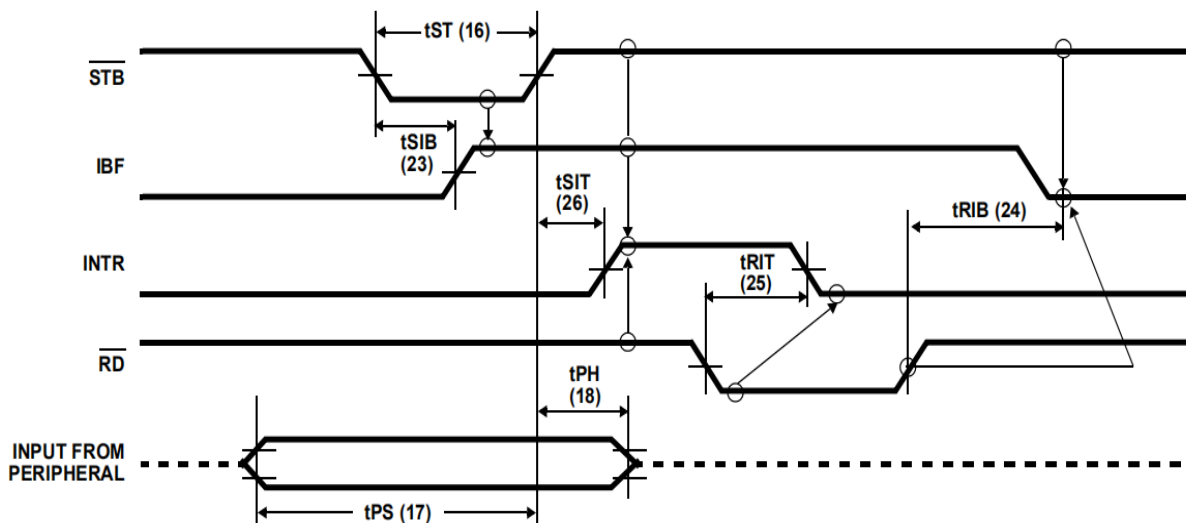 tST (16)
STB
tSIB
(23)
IBF
tSIT
(26)
tRIB (24)
INTR
tRIT
(25)
RD
tPH
(18)
INPUT FROM
PERIPHERAL
tPS (17)